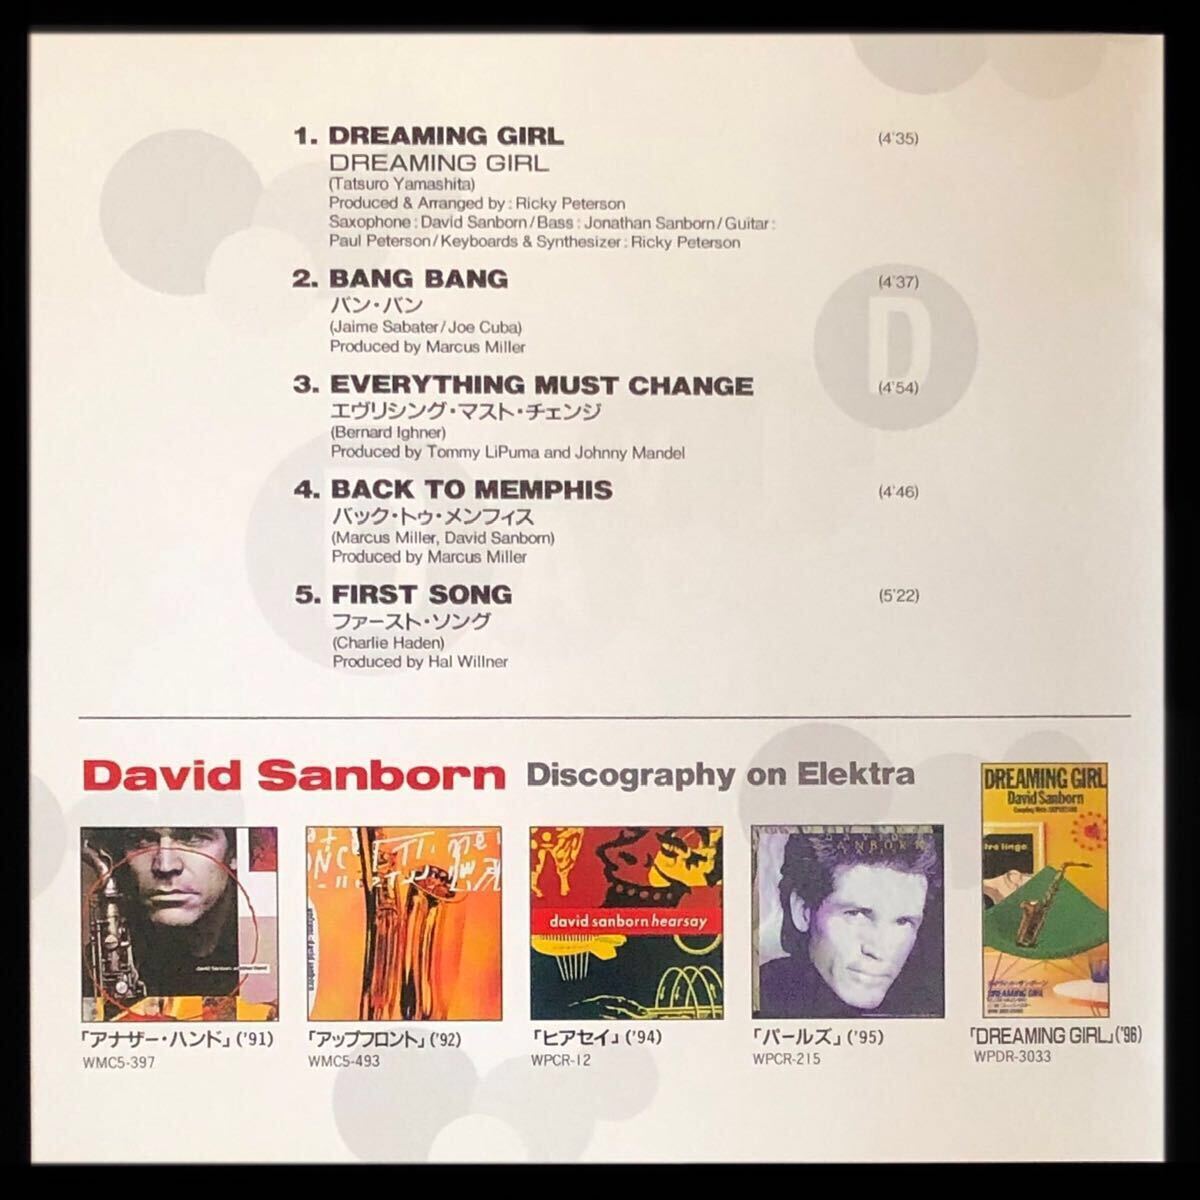 1. DREAMING GIRL (4'35)
DREAMING GIRL
(Tatsuro Yamashita)
Produced & Arranged by : Ricky Peterson
Saxophone : David Sanborn / Bass : Jonathan Sanborn / Guitar :
Paul Peterson / Keyboards & Synthesizer : Ricky Peterson
2. BANG BANG (4'37)
バン・バン
(Jaime Sabater / Joe Cuba)
Produced by Marcus Miller
D
3. EVERYTHING MUST CHANGE (4'54)
エヴリシング・マスト・チェンジ
(Bernard Ighner)
Produced by Tommy LiPuma and Johnny Mandel
4. BACK TO MEMPHIS (4'46)
バック・トゥ・メンフィス
(Marcus Miller, David Sanborn)
Produced by Marcus Miller
5. FIRST SONG (5'22)
ファースト・ソング
(Charlie Haden)
Produced by Hal Willner
David Sanborn Discography on Elektra
david sanborn: another hand
david sanborn hearsay
SANBORN
DREAMING GIRL
David Sanborn
DREAMING GIRL
「アナザー・ハンド」('91)
WMC5-397
「アップフロント」('92)
WMC5-493
「ヒアセイ」('94)
WPCR-12
「パールズ」('95)
WPCR-215
「DREAMING GIRL」('96)
WPDR-3033